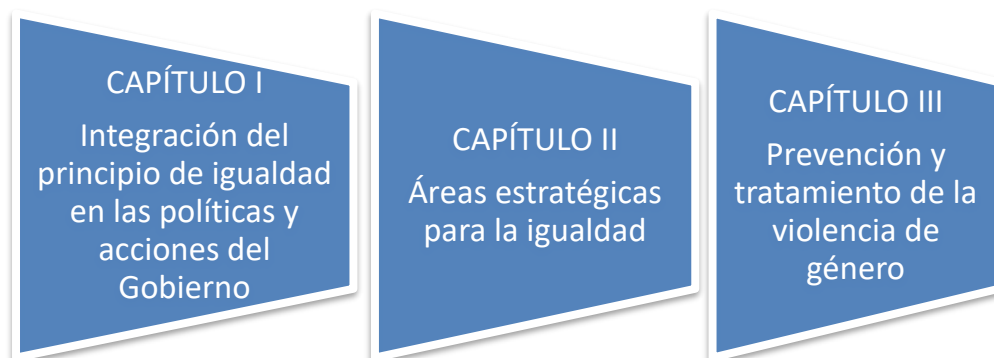 CAPÍTULO I
Integración del
principio de igualdad
en las políticas y
acciones del
Gobierno
CAPÍTULO II
Áreas estratégicas
para la igualdad
CAPÍTULO III
Prevención y
tratamiento de la
violencia de
género